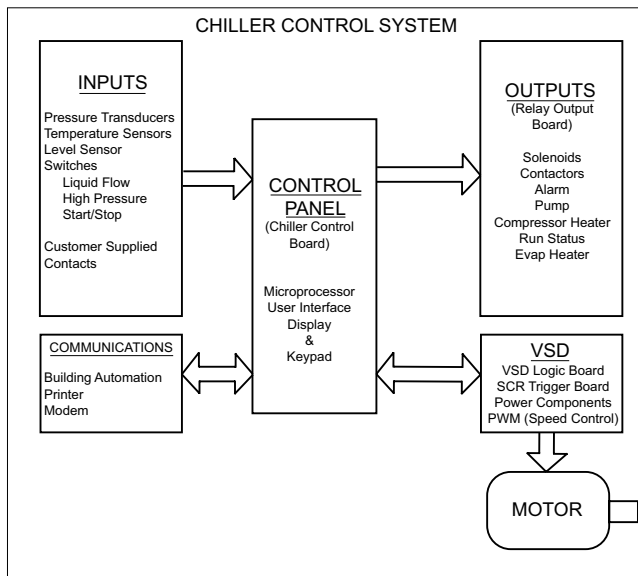 CHILLER CONTROL SYSTEM
INPUTS
Pressure Transducers
Temperature Sensors
Level Sensor
Switches
Liquid Flow
High Pressure
Start/Stop
Customer Supplied
Contacts
COMMUNICATIONS
Building Automation
Printer
Modem
CONTROL
PANEL
(Chiller Control
Board)
Microprocessor
User Interface
Display
&
Keypad
OUTPUTS
(Relay Output
Board)
Solenoids
Contactors
Alarm
Pump
Compressor Heater
Run Status
Evap Heater
VSD
VSD Logic Board
SCR Trigger Board
Power Components
PWM (Speed Control)
MOTOR